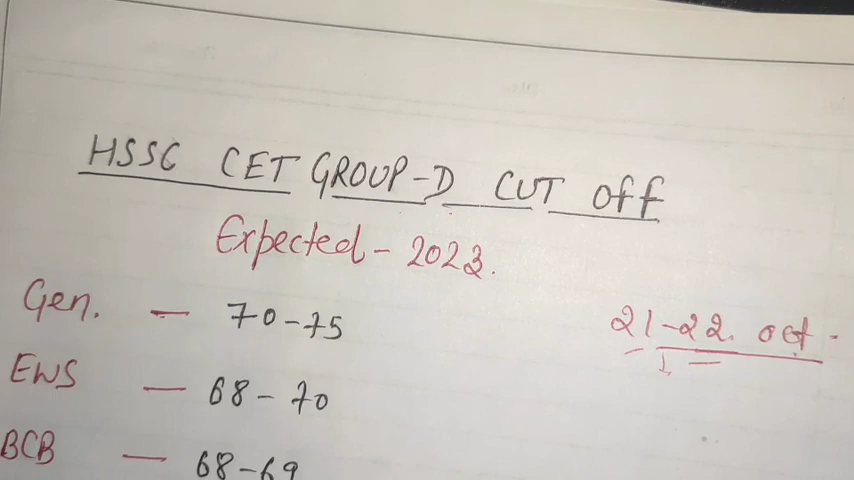 HSSC CET GROUP-D CUT Off
Expected - 2023.
Gen. — 70-75
21-22. oct.
EWS — 68-70
BCB — 68-69